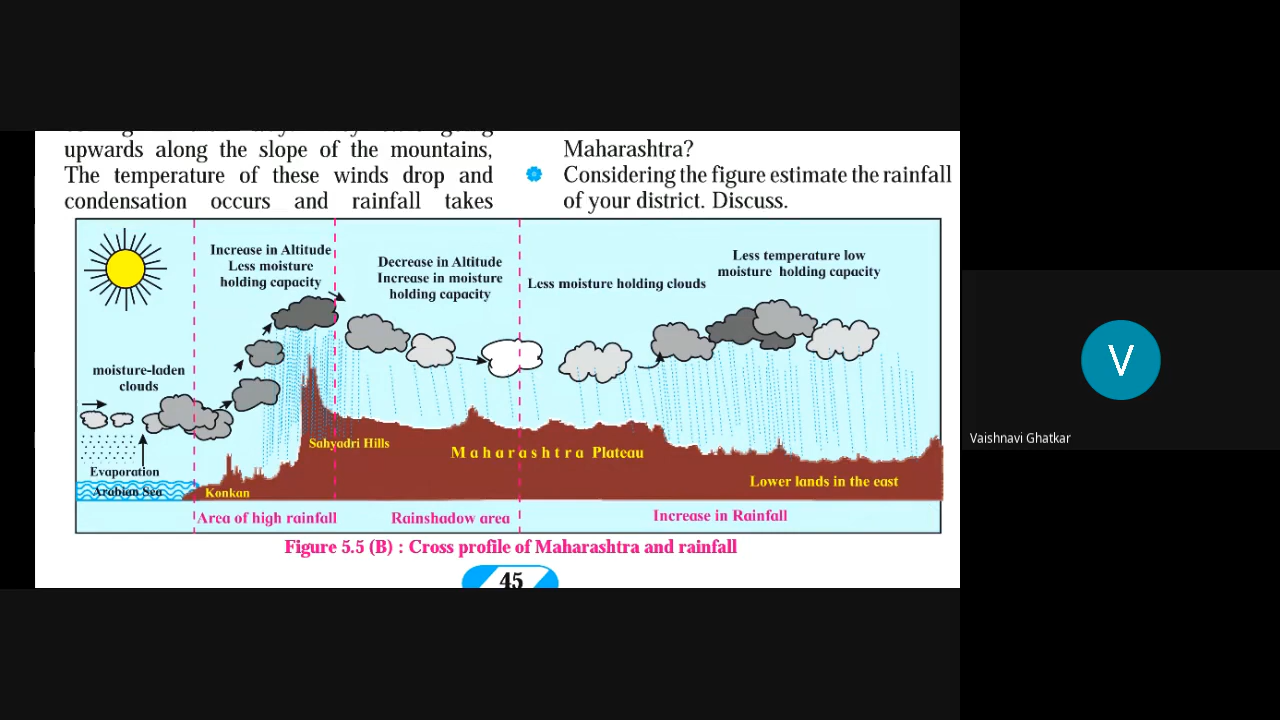 upwards along the slope of the mountains,
The temperature of these winds drop and
condensation occurs and rainfall takes
Maharashtra?
Considering the figure estimate the rainfall
of your district. Discuss.
Increase in Altitude
Less moisture
holding capacity
Decrease in Altitude
Increase in moisture
holding capacity
Less moisture holding clouds
Less temperature low
moisture holding capacity
moisture-laden
clouds
Evaporation
Arabian Sea
Konkan
Sahyadri Hills
Maharashtra Plateau
Lower lands in the east
Area of high rainfall
Rainshadow area
Increase in Rainfall
Figure 5.5 (B) : Cross profile of Maharashtra and rainfall
45
V
Vaishnavi Ghatkar